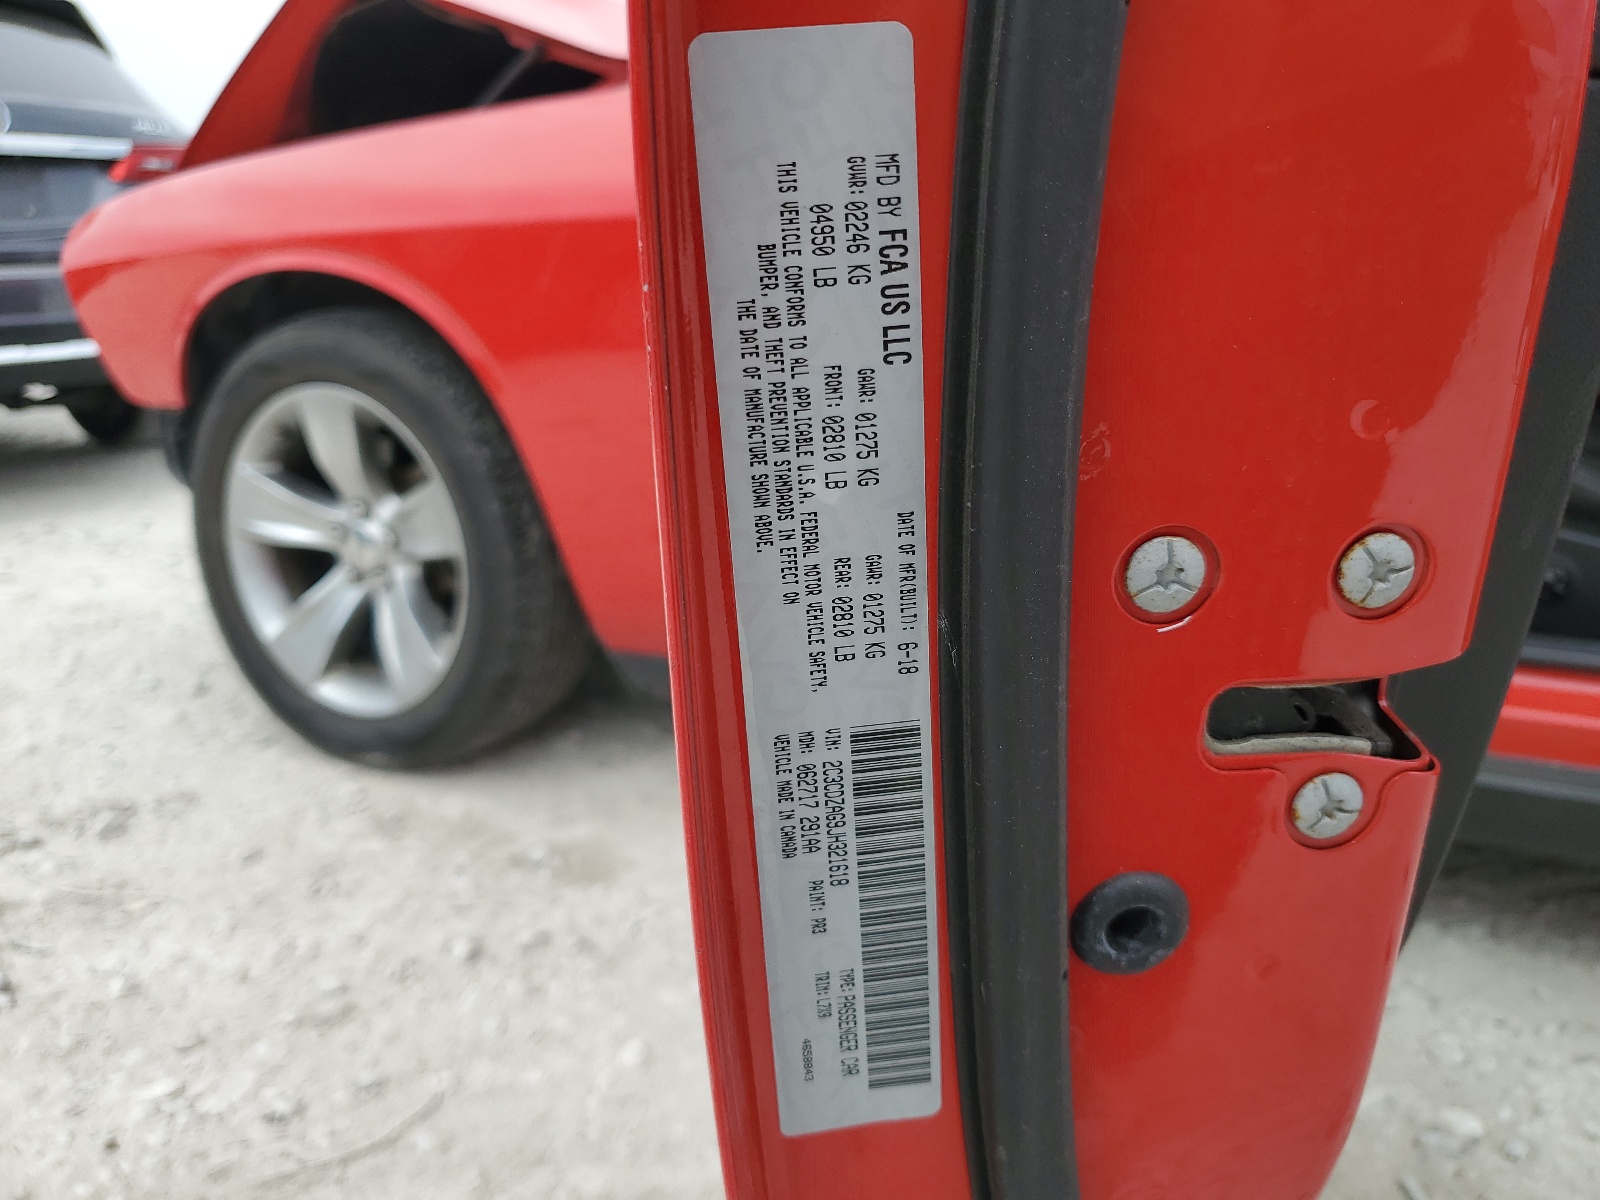 MFD BY FCA US LLC
DATE OF MFR(BUILT): 6-18
GVWR: 02246 KG
GAWR: 01275 KG
GAWR: 01275 KG
04950 LB
FRONT: 02810 LB
REAR: 02810 LB
THIS VEHICLE CONFORMS TO ALL APPLICABLE U.S.A. FEDERAL MOTOR VEHICLE SAFETY,
BUMPER, AND THEFT PREVENTION STANDARDS IN EFFECT ON
THE DATE OF MANUFACTURE SHOWN ABOVE.
VIN: 2C3CDZAG9JH321618
TYPE: PASSENGER CAR
MDH: 062717 291AA
PAINT: PR3
TRIM: L7X9
VEHICLE MADE IN CANADA
4658843